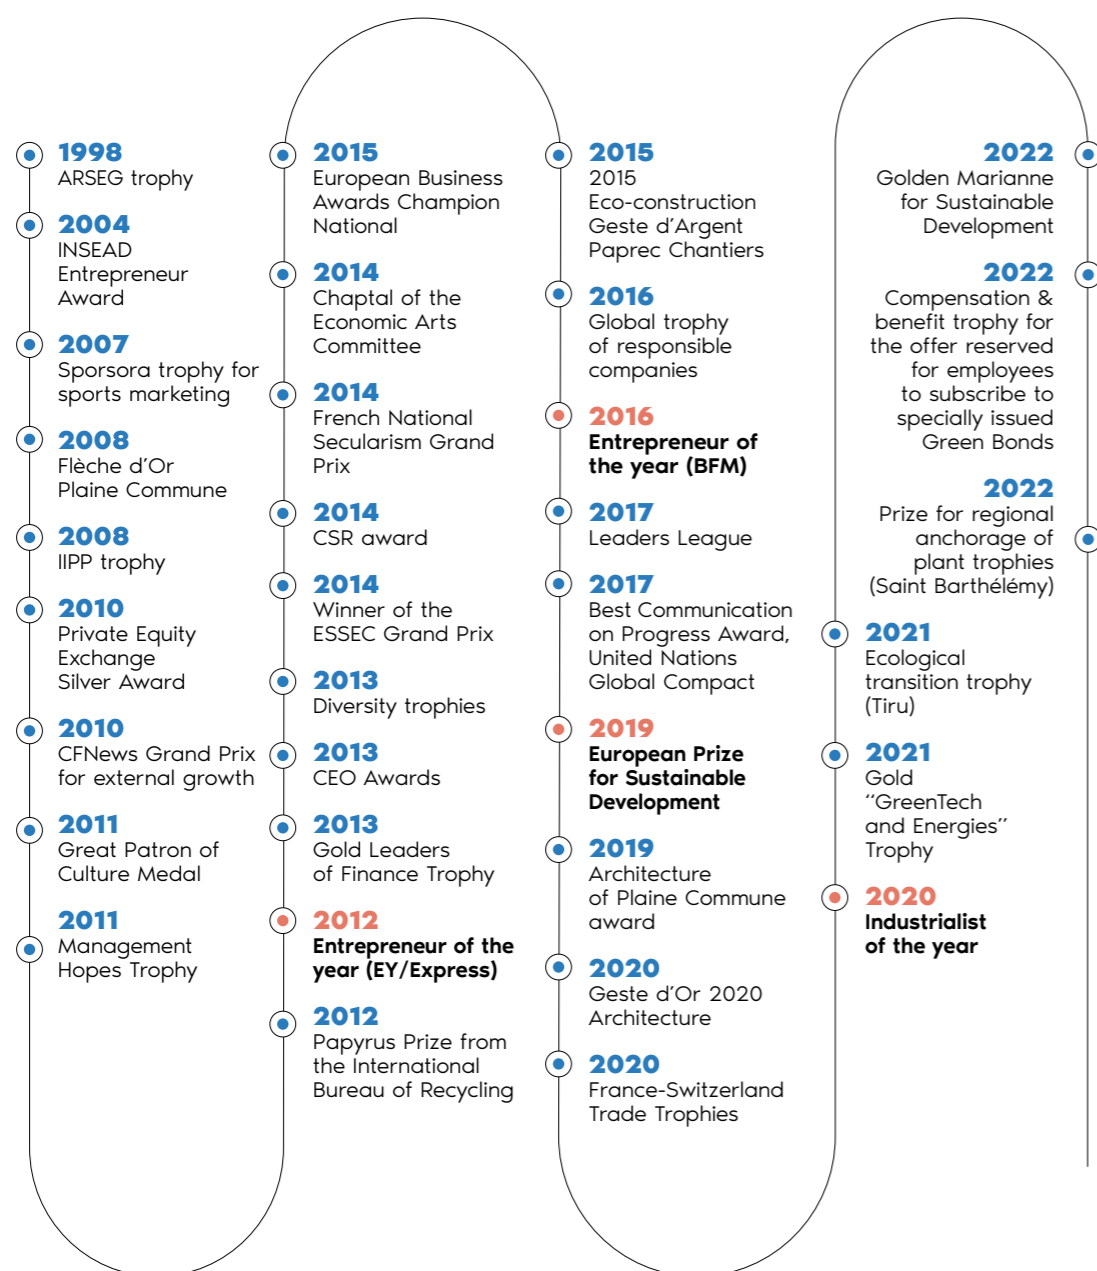 1998
ARSEG trophy
2004
INSEAD
Entrepreneur
Award
2007
Sporsora trophy for
sports marketing
2008
Flèche d'Or
Plaine Commune
2008
IIPP trophy
2010
Private Equity
Exchange
Silver Award
2010
CFNews Grand Prix
for external growth
2011
Great Patron of
Culture Medal
2011
Management
Hopes Trophy
2015
European Business
Awards Champion
National
2014
Chaptal of the
Economic Arts
Committee
2014
French National
Secularism Grand
Prix
2014
CSR award
2014
Winner of the
ESSEC Grand Prix
2013
Diversity trophies
2013
CEO Awards
2013
Gold Leaders
of Finance Trophy
2012
Entrepreneur of the
year (EY/Express)
2012
Papyrus Prize from
the International
Bureau of Recycling
2015
2015
Eco-construction
Geste d'Argent
Paprec Chantiers
2016
Global trophy
of responsible
companies
2016
Entrepreneur of
the year (BFM)
2017
Leaders League
2017
Best Communication
on Progress Award,
United Nations
Global Compact
2019
European Prize
for Sustainable
Development
2019
Architecture
of Plaine Commune
award
2020
Geste d'Or 2020
Architecture
2020
France-Switzerland
Trade Trophies
2022
Golden Marianne
for Sustainable
Development
2022
Compensation &
benefit trophy for
the offer reserved
for employees
to subscribe to
specially issued
Green Bonds
2022
Prize for regional
anchorage of
plant trophies
(Saint Barthélémy)
2021
Ecological
transition trophy
(Tiru)
2021
Gold
“GreenTech
and Energies”
Trophy
2020
Industrialist
of the year